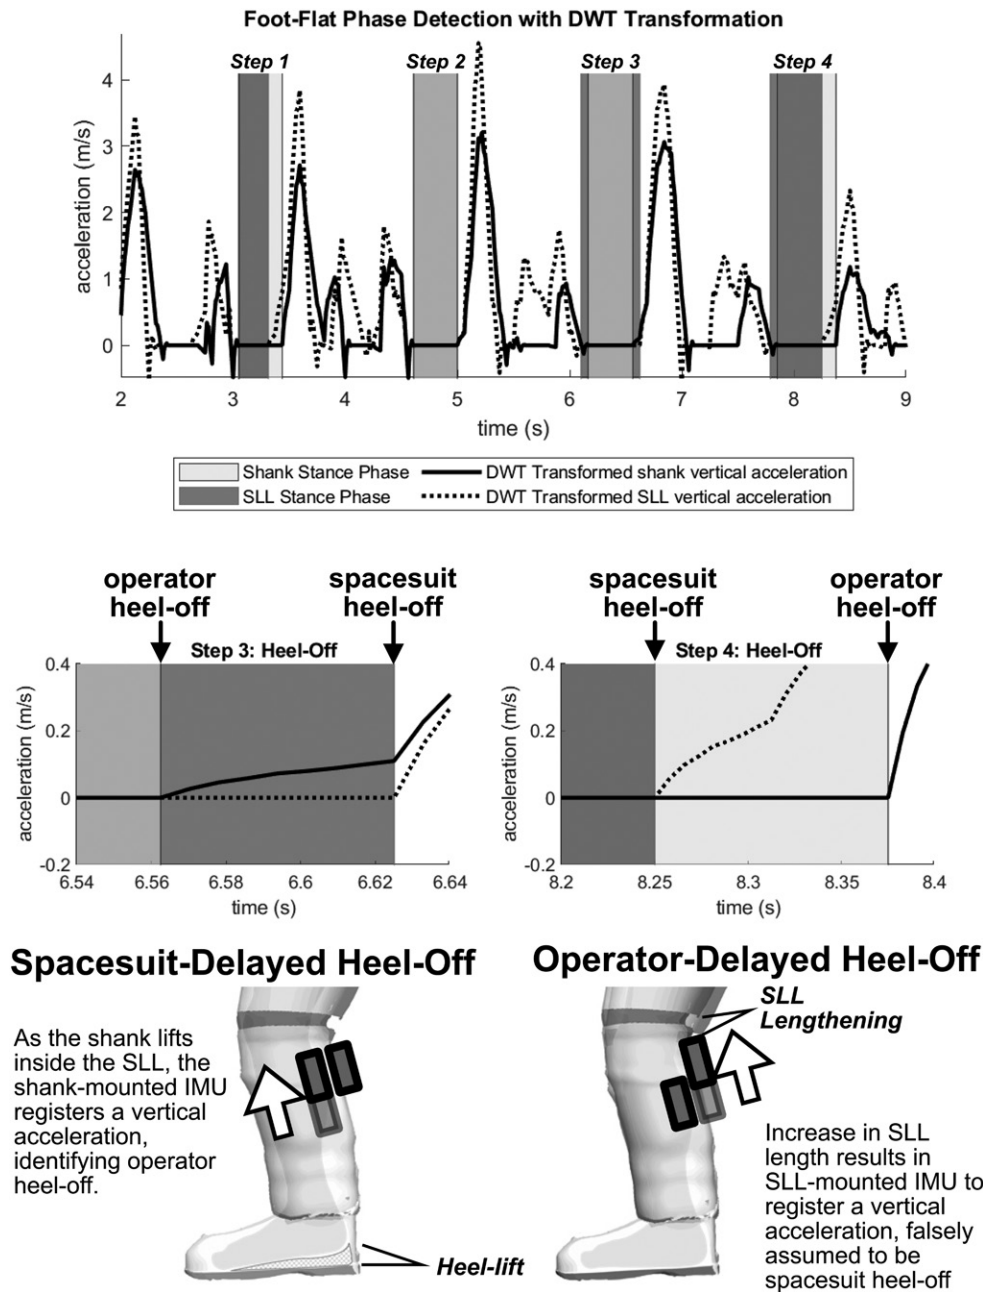 Foot-Flat Phase Detection with DWT Transformation
Step 1
Step 2
Step 3
Step 4
acceleration (m/s)
4
3
2
1
0
2
3
4
5
6
7
8
9
time (s)
Shank Stance Phase
DWT Transformed shank vertical acceleration
SLL Stance Phase
DWT Transformed SLL vertical acceleration
operator
heel-off
spacesuit
heel-off
Step 3: Heel-Off
acceleration (m/s)
0.4
0.2
0
-0.2
6.54
6.56
6.58
6.6
6.62
6.64
time (s)
spacesuit
heel-off
operator
heel-off
Step 4: Heel-Off
acceleration (m/s)
0.4
0.2
0
-0.2
8.2
8.25
8.3
8.35
8.4
time (s)
Spacesuit-Delayed Heel-Off
As the shank lifts
inside the SLL, the
shank-mounted IMU
registers a vertical
acceleration,
identifying operator
heel-off.
Heel-lift
Operator-Delayed Heel-Off
SLL
Lengthening
Increase in SLL
length results in
SLL-mounted IMU to
register a vertical
acceleration, falsely
assumed to be
spacesuit heel-off